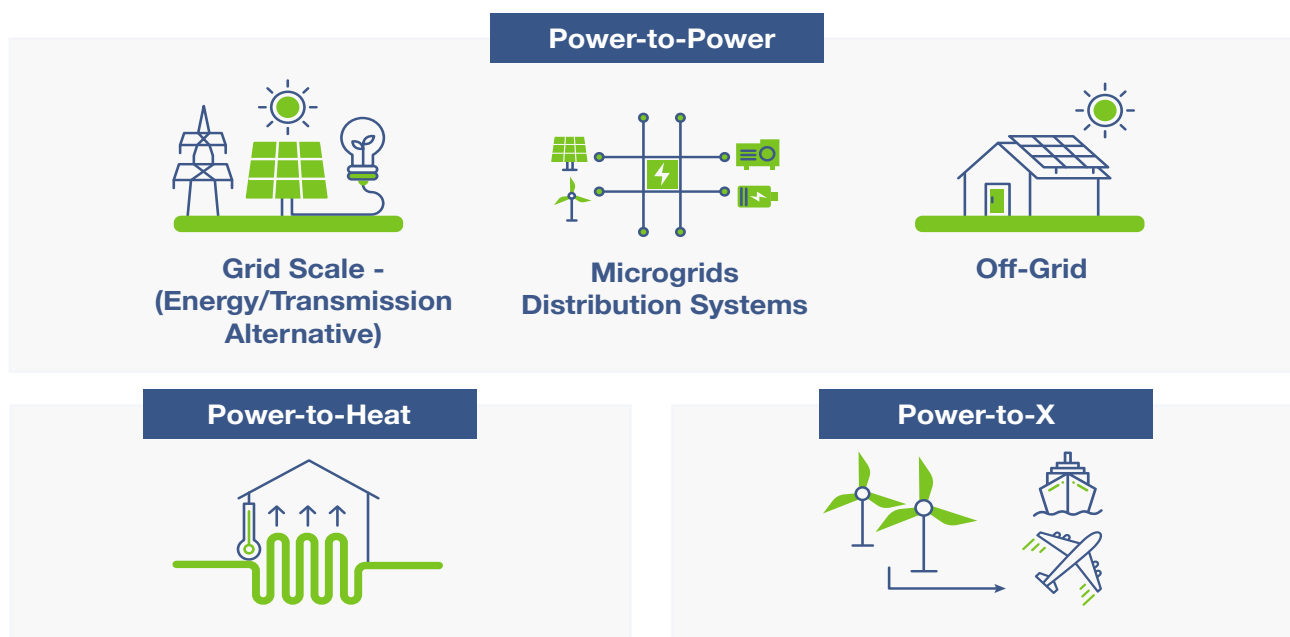 Power-to-Power
Grid Scale -
(Energy/Transmission
Alternative)
Microgrids
Distribution Systems
Off-Grid
Power-to-Heat
Power-to-X